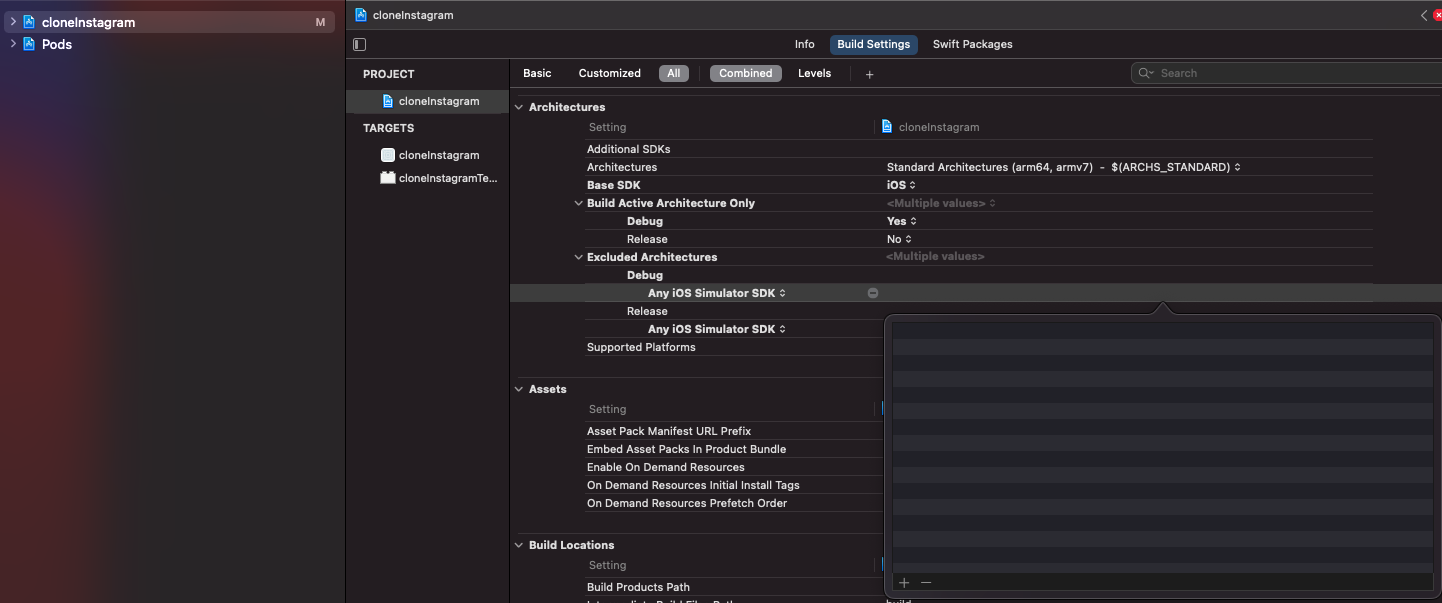 cloneInstagram M
Pods
cloneInstagram
Info Build Settings Swift Packages
PROJECT
cloneInstagram
TARGETS
cloneInstagram
cloneInstagramTe...
Basic Customized All Combined Levels + Search
Architectures
Setting cloneInstagram
Additional SDKs
Architectures Standard Architectures (arm64, armv7) - $(ARCHS_STANDARD)
Base SDK iOS
Build Active Architecture Only <Multiple values>
Debug Yes
Release No
Excluded Architectures <Multiple values>
Debug
Any iOS Simulator SDK
Release
Any iOS Simulator SDK
Supported Platforms
Assets
Setting
Asset Pack Manifest URL Prefix
Embed Asset Packs In Product Bundle
Enable On Demand Resources
On Demand Resources Initial Install Tags
On Demand Resources Prefetch Order
Build Locations
Setting
Build Products Path